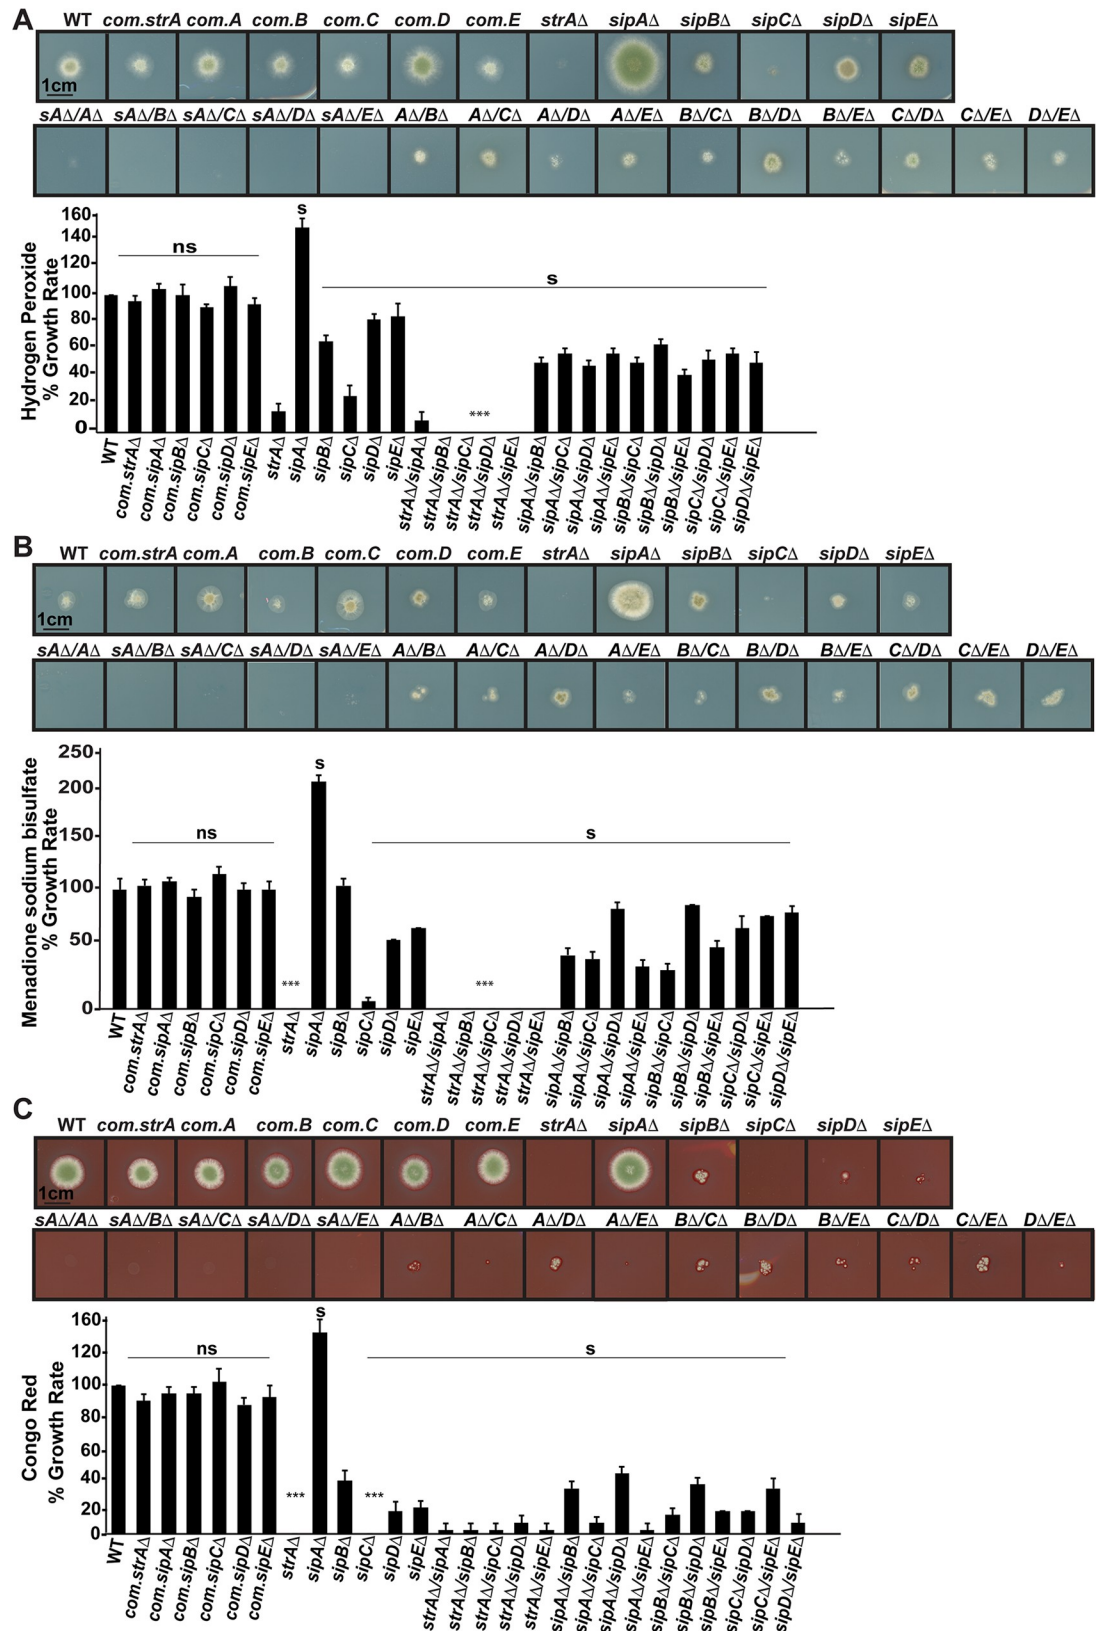 A
WT com.strA com.A com.B com.C com.D com.E strAΔ sipAΔ sipBΔ sipCΔ sipDΔ sipEΔ
1cm
sAΔ/AΔ sAΔ/BΔ sAΔ/CΔ sAΔ/DΔ sAΔ/EΔ AΔ/BΔ AΔ/CΔ AΔ/DΔ AΔ/EΔ BΔ/CΔ BΔ/DΔ BΔ/EΔ CΔ/DΔ CΔ/EΔ DΔ/EΔ
Hydrogen Peroxide
% Growth Rate
160
140
120
100
80
60
40
20
0
ns
s
s
***
WT
com.strAΔ
com.sipAΔ
com.sipBΔ
com.sipCΔ
com.sipDΔ
com.sipEΔ
strAΔ
sipAΔ
sipBΔ
sipCΔ
sipDΔ
sipEΔ
strAΔ/sipAΔ
strAΔ/sipBΔ
strAΔ/sipCΔ
strAΔ/sipDΔ
strAΔ/sipEΔ
sipAΔ/sipBΔ
sipAΔ/sipCΔ
sipAΔ/sipDΔ
sipAΔ/sipEΔ
sipBΔ/sipCΔ
sipBΔ/sipDΔ
sipBΔ/sipEΔ
sipCΔ/sipDΔ
sipCΔ/sipEΔ
sipDΔ/sipEΔ
B
WT com.strA com.A com.B com.C com.D com.E strAΔ sipAΔ sipBΔ sipCΔ sipDΔ sipEΔ
1cm
sAΔ/AΔ sAΔ/BΔ sAΔ/CΔ sAΔ/DΔ sAΔ/EΔ AΔ/BΔ AΔ/CΔ AΔ/DΔ AΔ/EΔ BΔ/CΔ BΔ/DΔ BΔ/EΔ CΔ/DΔ CΔ/EΔ DΔ/EΔ
Menadione sodium bisulfate
% Growth Rate
250
200
150
100
50
0
ns
s
s
***
***
WT
com.strAΔ
com.sipAΔ
com.sipBΔ
com.sipCΔ
com.sipDΔ
com.sipEΔ
strAΔ
sipAΔ
sipBΔ
sipCΔ
sipDΔ
sipEΔ
strAΔ/sipAΔ
strAΔ/sipBΔ
strAΔ/sipCΔ
strAΔ/sipDΔ
strAΔ/sipEΔ
sipAΔ/sipBΔ
sipAΔ/sipCΔ
sipAΔ/sipDΔ
sipAΔ/sipEΔ
sipBΔ/sipCΔ
sipBΔ/sipDΔ
sipBΔ/sipEΔ
sipCΔ/sipDΔ
sipCΔ/sipEΔ
sipDΔ/sipEΔ
C
WT com.strA com.A com.B com.C com.D com.E strAΔ sipAΔ sipBΔ sipCΔ sipDΔ sipEΔ
1cm
sAΔ/AΔ sAΔ/BΔ sAΔ/CΔ sAΔ/DΔ sAΔ/EΔ AΔ/BΔ AΔ/CΔ AΔ/DΔ AΔ/EΔ BΔ/CΔ BΔ/DΔ BΔ/EΔ CΔ/DΔ CΔ/EΔ DΔ/EΔ
Congo Red
% Growth Rate
160
120
100
80
60
40
20
0
ns
s
s
***
***
WT
com.strAΔ
com.sipAΔ
com.sipBΔ
com.sipCΔ
com.sipDΔ
com.sipEΔ
strAΔ
sipAΔ
sipBΔ
sipCΔ
sipDΔ
sipEΔ
strAΔ/sipAΔ
strAΔ/sipBΔ
strAΔ/sipCΔ
strAΔ/sipDΔ
strAΔ/sipEΔ
sipAΔ/sipBΔ
sipAΔ/sipCΔ
sipAΔ/sipDΔ
sipAΔ/sipEΔ
sipBΔ/sipCΔ
sipBΔ/sipDΔ
sipBΔ/sipEΔ
sipCΔ/sipDΔ
sipCΔ/sipEΔ
sipDΔ/sipEΔ